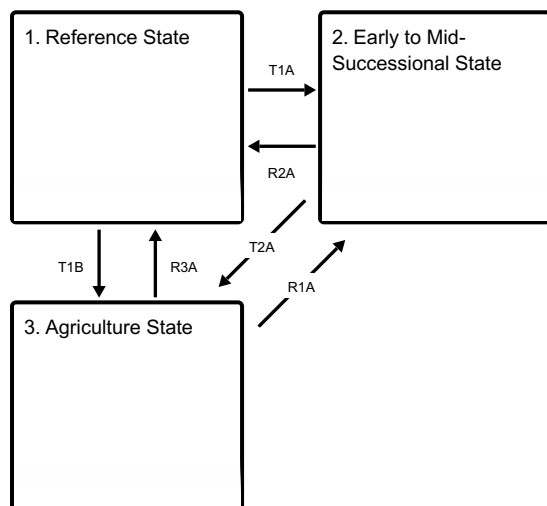 1. Reference State
2. Early to Mid-
Successional State
T1A
R2A
T1B
R3A
T2A
R1A
3. Agriculture State